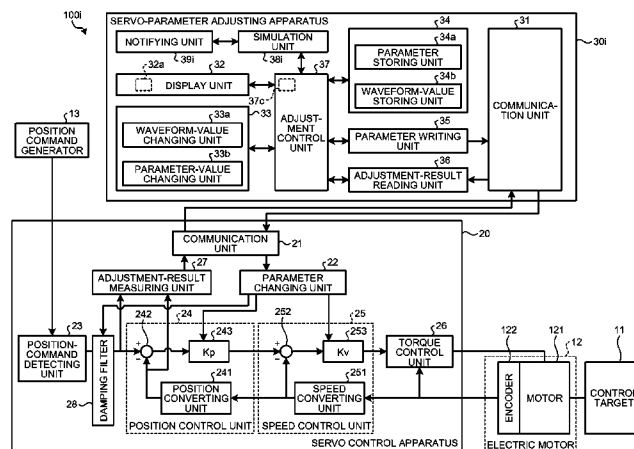 100i
SERVO-PARAMETER ADJUSTING APPARATUS
NOTIFYING UNIT
39i
SIMULATION UNIT
38i
34
34a
PARAMETER STORING UNIT
34b
WAVEFORM-VALUE STORING UNIT
31
COMMUNICA-
TION UNIT
30i
32a
32
DISPLAY UNIT
37
37c
ADJUST-
MENT
CONTROL
UNIT
33a
33
WAVEFORM-VALUE CHANGING UNIT
33b
PARAMETER-VALUE CHANGING UNIT
35
PARAMETER WRITING UNIT
36
ADJUSTMENT-RESULT READING UNIT
13
POSITION
COMMAND
GENERATOR
20
COMMUNICATION UNIT
21
27
ADJUSTMENT-RESULT MEASURING UNIT
22
PARAMETER CHANGING UNIT
23
POSITION-
COMMAND
DETECTING
UNIT
DAMPING FILTER
28
242
24
243
Kp
+
−
241
POSITION CONVERTING UNIT
POSITION CONTROL UNIT
252
25
253
Kv
+
−
251
SPEED CONVERTING UNIT
SPEED CONTROL UNIT
26
TORQUE CONTROL UNIT
SERVO CONTROL APPARATUS
122
121
12
ENCODER
MOTOR
ELECTRIC MOTOR
11
CONTROL
TARGET